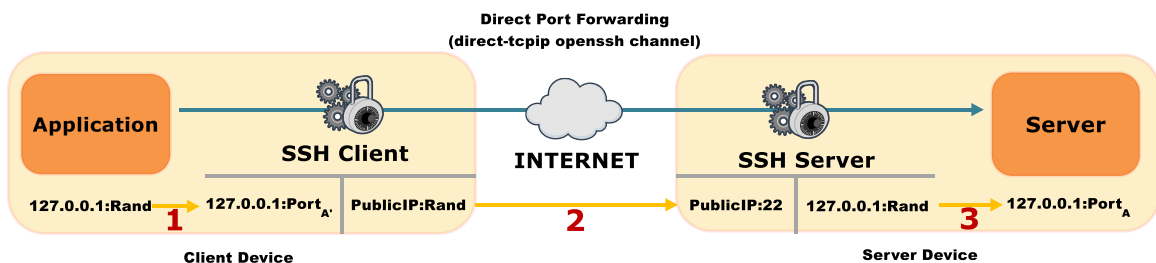 Direct Port Forwarding
(direct-tcpip openssh channel)
Application
SSH Client
INTERNET
SSH Server
Server
127.0.0.1:Rand
1
127.0.0.1:PortA'
PublicIP:Rand
2
PublicIP:22
127.0.0.1:Rand
3
127.0.0.1:PortA
Client Device
Server Device